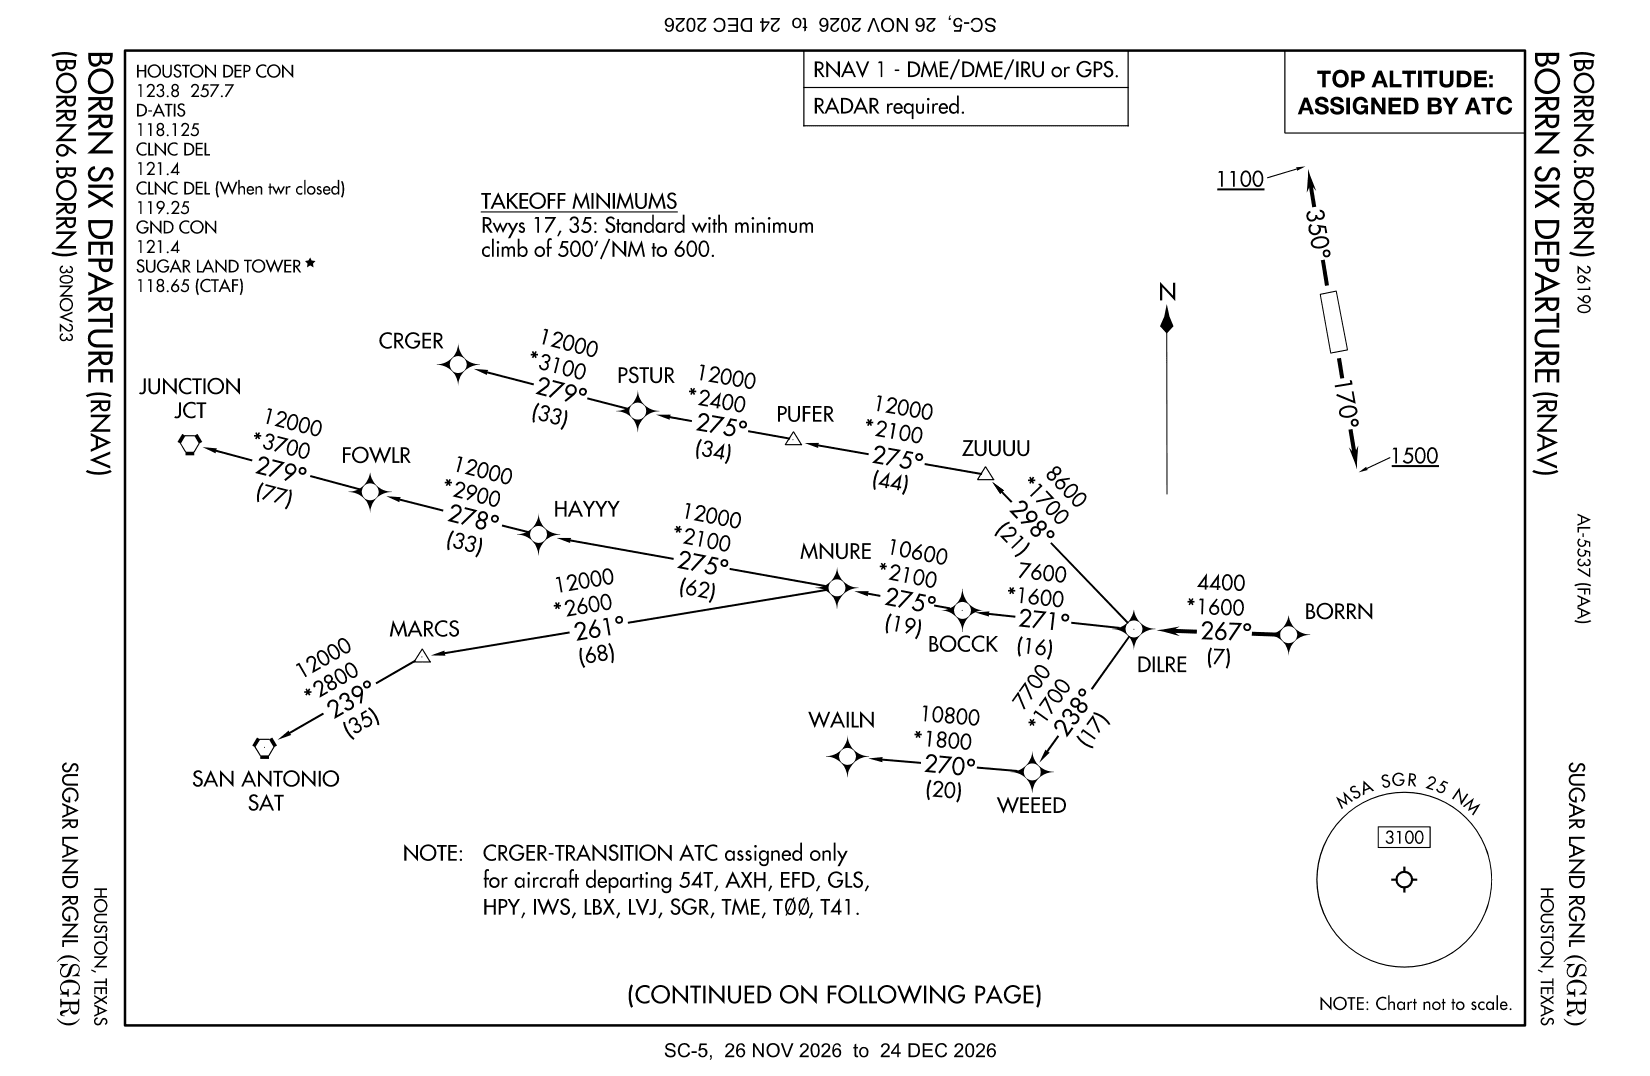 SC-5, 26 NOV 2026 to 24 DEC 2026
(BORRN6.BORRN) 30NOV23
BORRN SIX DEPARTURE (RNAV)
SUGAR LAND RGNL (SGR)
HOUSTON, TEXAS
HOUSTON DEP CON
123.8 257.7
D-ATIS
118.125
CLNC DEL
121.4
CLNC DEL (When twr closed)
119.25
GND CON
121.4
SUGAR LAND TOWER ★
118.65 (CTAF)
RNAV 1 - DME/DME/IRU or GPS.
RADAR required.
TOP ALTITUDE:
ASSIGNED BY ATC
TAKEOFF MINIMUMS
Rwys 17, 35: Standard with minimum
climb of 500'/NM to 600.
1100
350°
170°
1500
N
CRGER
12000
*3100
279°
(33)
PSTUR
12000
*2400
275°
(34)
PUFER
12000
*2100
275°
(44)
ZUUUU
8600
*1700
298°
(21)
JUNCTION
JCT
12000
*3700
279°
(77)
FOWLR
12000
*2900
278°
(33)
HAYYY
12000
*2100
275°
(62)
MNURE
10600
*2100
275°
(19)
BOCCK
7600
*1600
271°
(16)
DILRE
4400
*1600
267°
(7)
BORRN
MARCS
12000
*2600
261°
(68)
12000
*2800
239°
(35)
SAN ANTONIO
SAT
WAILN
10800
*1800
270°
(20)
WEEED
7700
*1700
238°
(17)
NOTE: CRGER-TRANSITION ATC assigned only
for aircraft departing 54T, AXH, EFD, GLS,
HPY, IWS, LBX, LVJ, SGR, TME, TØØ, T41.
MSA SGR 25 NM
3100
(CONTINUED ON FOLLOWING PAGE)
NOTE: Chart not to scale.
(BORRN6.BORRN) 26190
BORRN SIX DEPARTURE (RNAV)
AL-5537 (FAA)
SUGAR LAND RGNL (SGR)
HOUSTON, TEXAS
SC-5, 26 NOV 2026 to 24 DEC 2026